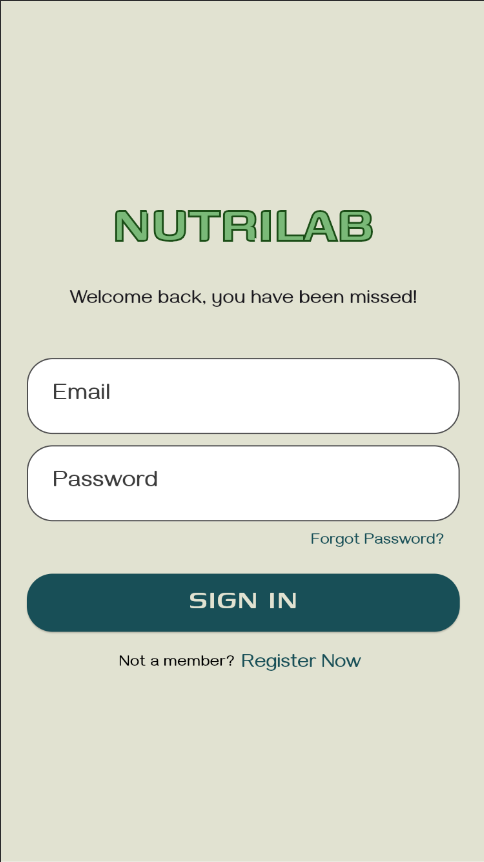 NUTRILAB
Welcome back, you have been missed!
Email
Password
Forgot Password?
SIGN IN
Not a member? Register Now